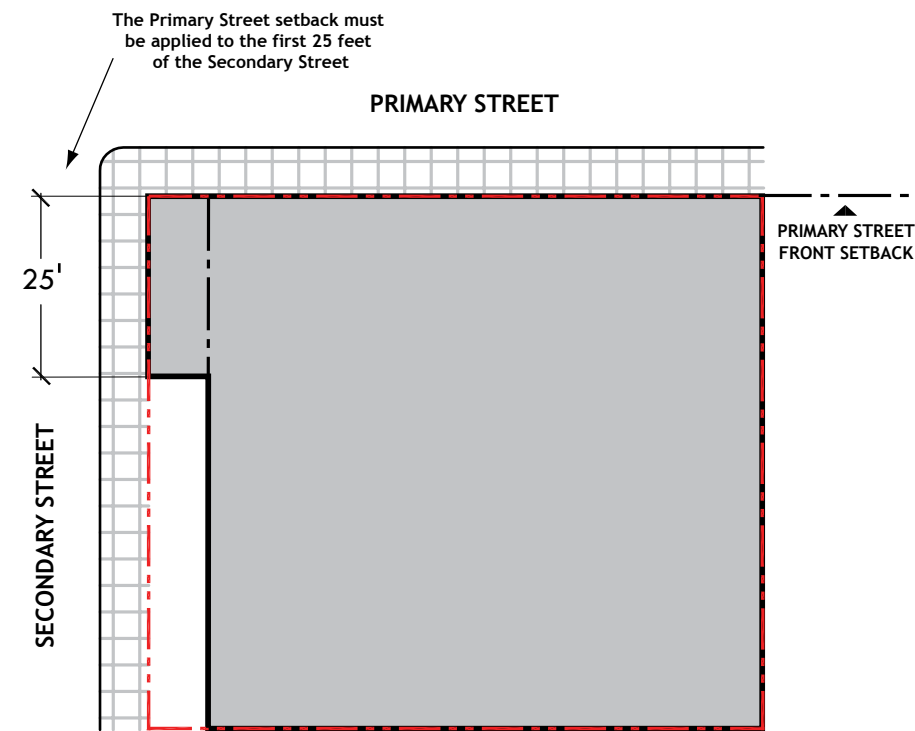 The Primary Street setback must
be applied to the first 25 feet
of the Secondary Street
PRIMARY STREET
PRIMARY STREET
FRONT SETBACK
25'
SECONDARY STREET